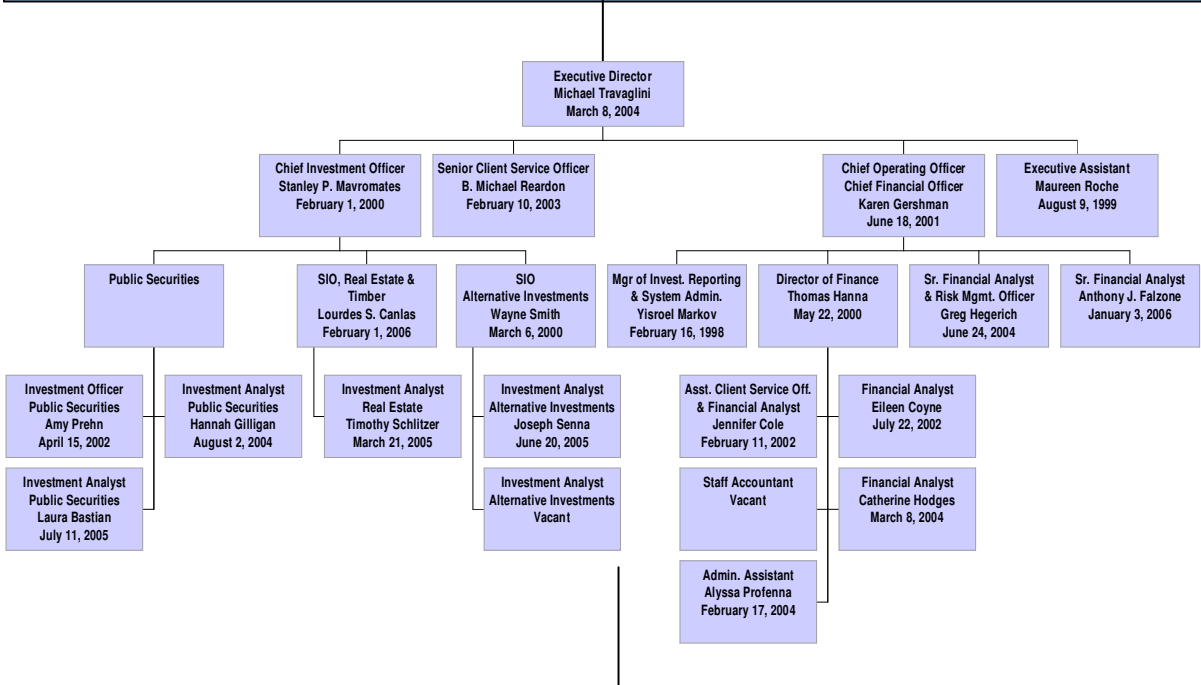 Executive Director
Michael Travaglini
March 8, 2004
Chief Investment Officer
Stanley P. Mavromates
February 1, 2000
Senior Client Service Officer
B. Michael Reardon
February 10, 2003
Chief Operating Officer
Chief Financial Officer
Karen Gershman
June 18, 2001
Executive Assistant
Maureen Roche
August 9, 1999
Public Securities
SIO, Real Estate &
Timber
Lourdes S. Canlas
February 1, 2006
SIO
Alternative Investments
Wayne Smith
March 6, 2000
Mgr of Invest. Reporting
& System Admin.
Yisroel Markov
February 16, 1998
Director of Finance
Thomas Hanna
May 22, 2000
Sr. Financial Analyst
& Risk Mgmt. Officer
Greg Hegerich
June 24, 2004
Sr. Financial Analyst
Anthony J. Falzone
January 3, 2006
Investment Officer
Public Securities
Amy Prehn
April 15, 2002
Investment Analyst
Public Securities
Hannah Gilligan
August 2, 2004
Investment Analyst
Real Estate
Timothy Schlitzer
March 21, 2005
Investment Analyst
Alternative Investments
Joseph Senna
June 20, 2005
Asst. Client Service Off.
& Financial Analyst
Jennifer Cole
February 11, 2002
Financial Analyst
Eileen Coyne
July 22, 2002
Investment Analyst
Public Securities
Laura Bastian
July 11, 2005
Investment Analyst
Alternative Investments
Vacant
Staff Accountant
Vacant
Financial Analyst
Catherine Hodges
March 8, 2004
Admin. Assistant
Alyssa Profenna
February 17, 2004